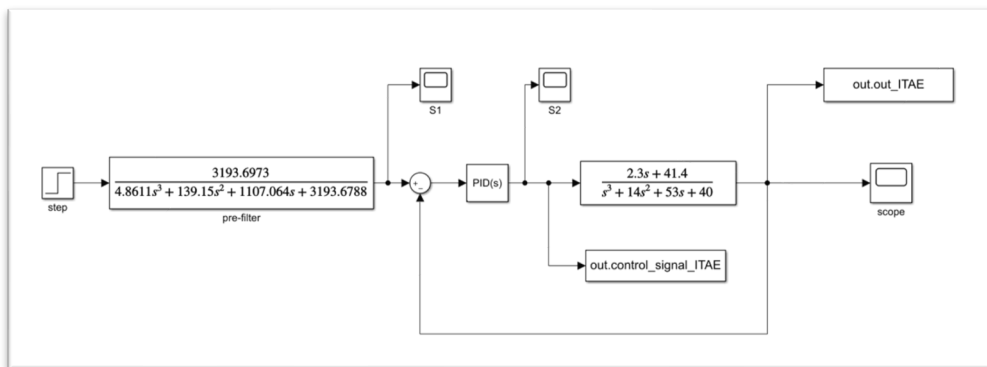 S1
S2
out.out_ITAE
step
3193.6973
4.8611s³ + 139.15s² + 1107.064s + 3193.6788
pre-filter
+
−
PID(s)
2.3s + 41.4
s³ + 14s² + 53s + 40
scope
out.control_signal_ITAE